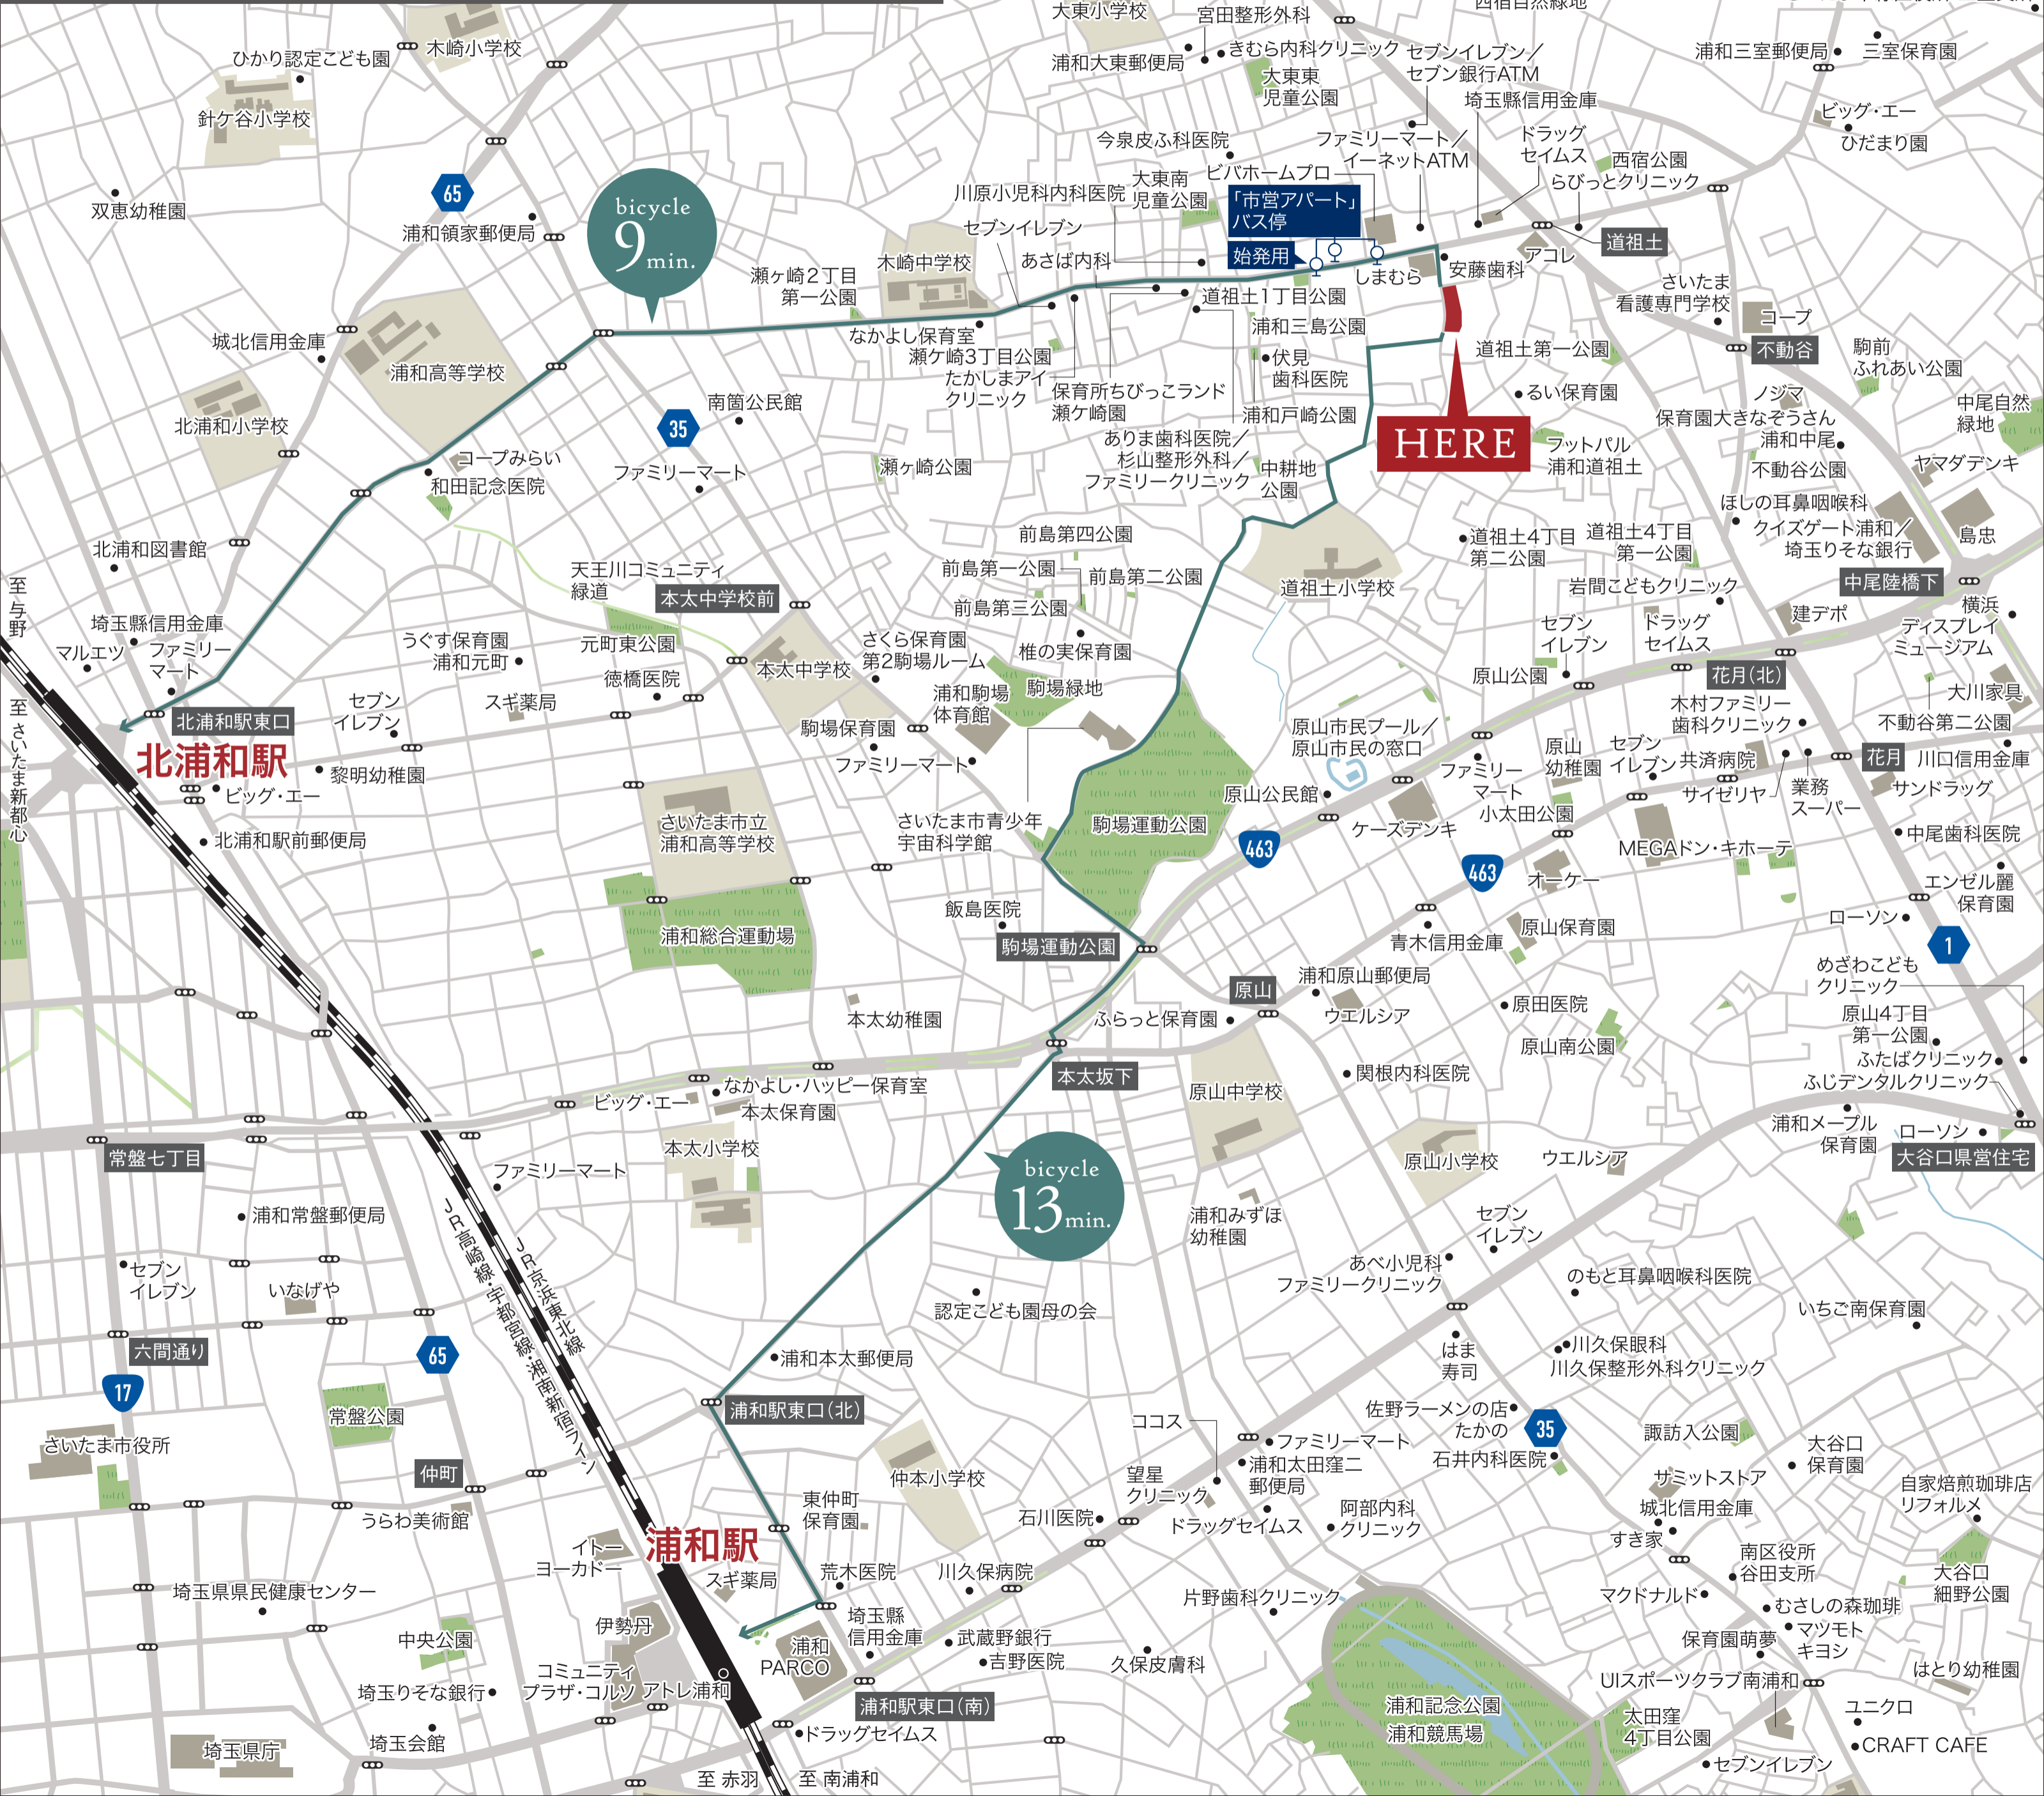 大東小学校
宮田整形外科
木崎小学校
ひかり認定こども園
針ケ谷小学校
浦和大東郵便局
きむら内科クリニック
セブンイレブン／
セブン銀行ATM
大東東
児童公園
浦和三室郵便局
三室保育園
埼玉縣信用金庫
ビッグ・エー
ひだまり園
今泉皮ふ科医院
ファミリーマート／
イーネットATM
ドラッグ
セイムス
西宿公園
らびっとクリニック
ビバホームプロ
双恵幼稚園
65
浦和領家郵便局
bicycle
9 min.
川原小児科内科医院
大東南
児童公園
「市営アパート」
バス停
始発用
セブンイレブン
あさば内科
木崎中学校
瀬ヶ崎2丁目
第一公園
しまむら
安藤歯科
アコレ
道祖土
さいたま
看護専門学校
コープ
不動谷
駒前
ふれあい公園
城北信用金庫
浦和高等学校
なかよし保育室
瀬ケ崎3丁目公園
たかしまアイ
クリニック
保育所ちびっこランド
瀬ケ崎園
道祖土1丁目公園
浦和三島公園
伏見
歯科医院
浦和戸崎公園
道祖土第一公園
るい保育園
HERE
ノジマ
保育園大きなぞうさん
浦和中尾
不動谷公園
中尾自然
緑地
ヤマダデンキ
北浦和小学校
35
南箇公民館
ファミリーマート
瀬ヶ崎公園
コープみらい
和田記念医院
ありま歯科医院／
杉山整形外科／
ファミリークリニック
中耕地
公園
フットパル
浦和道祖土
ほしの耳鼻咽喉科
クイズゲート浦和／
埼玉りそな銀行
島忠
北浦和図書館
天王川コミュニティ
緑道
本太中学校前
前島第四公園
前島第一公園
前島第二公園
前島第三公園
道祖土小学校
道祖土4丁目
第二公園
道祖土4丁目
第一公園
岩間こどもクリニック
中尾陸橋下
至 与野
埼玉縣信用金庫
マルエツ
ファミリー
マート
うぐす保育園
浦和元町
元町東公園
本太中学校
さくら保育園
第2駒場ルーム
椎の実保育園
セブン
イレブン
ドラッグ
セイムス
建デポ
横浜
ディスプレイ
ミュージアム
至 さいたま新都心
北浦和駅東口
北浦和駅
セブン
イレブン
スギ薬局
徳橋医院
駒場保育園
ファミリーマート
浦和駒場
体育館
駒場緑地
原山公園
花月(北)
木村ファミリー
歯科クリニック
大川家具
不動谷第二公園
原山市民プール／
原山市民の窓口
ファミリー
マート
原山
幼稚園
セブン
イレブン
共済病院
サイゼリヤ
業務
スーパー
花月
川口信用金庫
サンドラッグ
黎明幼稚園
ビッグ・エー
北浦和駅前郵便局
さいたま市立
浦和高等学校
さいたま市青少年
宇宙科学館
駒場運動公園
原山公民館
463
ケーズデンキ
小太田公園
463
オーケー
MEGAドン・キホーテ
中尾歯科医院
エンゼル麗
保育園
ローソン
1
浦和総合運動場
飯島医院
駒場運動公園
青木信用金庫
原山保育園
浦和原山郵便局
原山
ウエルシア
原田医院
原山南公園
めざわこども
クリニック
原山4丁目
第一公園
ふたばクリニック
ふじデンタルクリニック
本太幼稚園
ふらっと保育園
本太坂下
なかよし・ハッピー保育室
ビッグ・エー
本太保育園
本太小学校
原山中学校
関根内科医院
原山小学校
ウエルシア
浦和メープル
保育園
ローソン
大谷口県営住宅
常盤七丁目
ファミリーマート
bicycle
13 min.
浦和みずほ
幼稚園
浦和常盤郵便局
セブン
イレブン
いなげや
JR高崎線・宇都宮線・湘南新宿ライン
JR京浜東北線
認定こども園母の会
あべ小児科
ファミリークリニック
セブン
イレブン
のもと耳鼻咽喉科医院
いちご南保育園
六間通り
65
17
浦和本太郵便局
はま
寿司
川久保眼科
川久保整形外科クリニック
常盤公園
さいたま市役所
浦和駅東口(北)
ココス
佐野ラーメンの店
たかの
35
諏訪入公園
ファミリーマート
浦和太田窪二
郵便局
石井内科医院
大谷口
保育園
仲町
仲本小学校
望星
クリニック
サミットストア
城北信用金庫
自家焙煎珈琲店
リフォルメ
うらわ美術館
東仲町
保育園
石川医院
ドラッグセイムス
阿部内科
クリニック
すき家
南区役所
谷田支所
イトー
ヨーカドー
浦和駅
スギ薬局
荒木医院
川久保病院
片野歯科クリニック
マクドナルド
むさしの森珈琲
マツモト
キヨシ
大谷口
細野公園
埼玉県県民健康センター
中央公園
伊勢丹
浦和
PARCO
埼玉縣
信用金庫
武蔵野銀行
吉野医院
久保皮膚科
保育園萌夢
UIスポーツクラブ南浦和
はとり幼稚園
コミュニティ
プラザ・コルソ
アトレ浦和
埼玉りそな銀行
浦和駅東口(南)
浦和記念公園
浦和競馬場
太田窪
4丁目公園
ユニクロ
CRAFT CAFE
埼玉県庁
埼玉会館
ドラッグセイムス
セブンイレブン
至 赤羽
至 南浦和